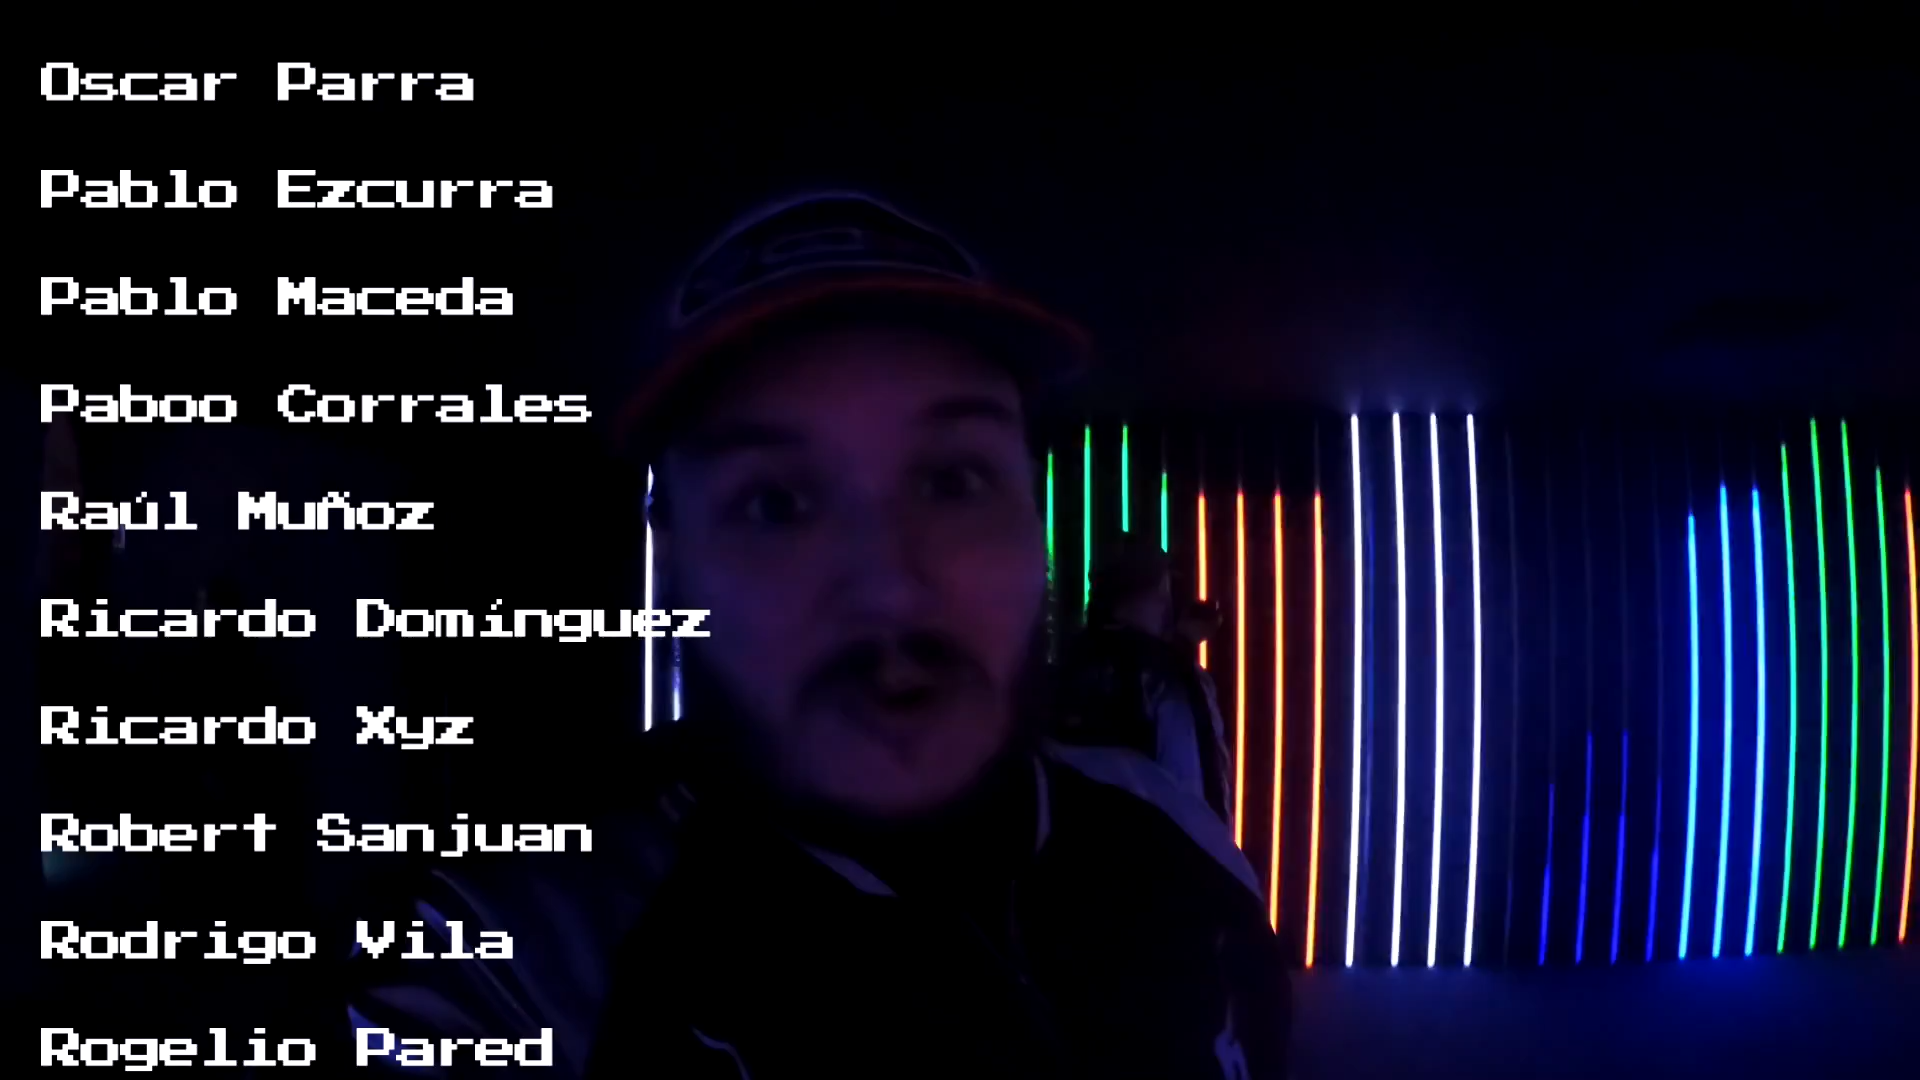 Oscar Parra
Pablo Ezcurra
Pablo Maceda
Paboo Corrales
Raúl Muñoz
Ricardo Domínguez
Ricardo Xyz
Robert Sanjuan
Rodrigo Vila
Rogelio Pared